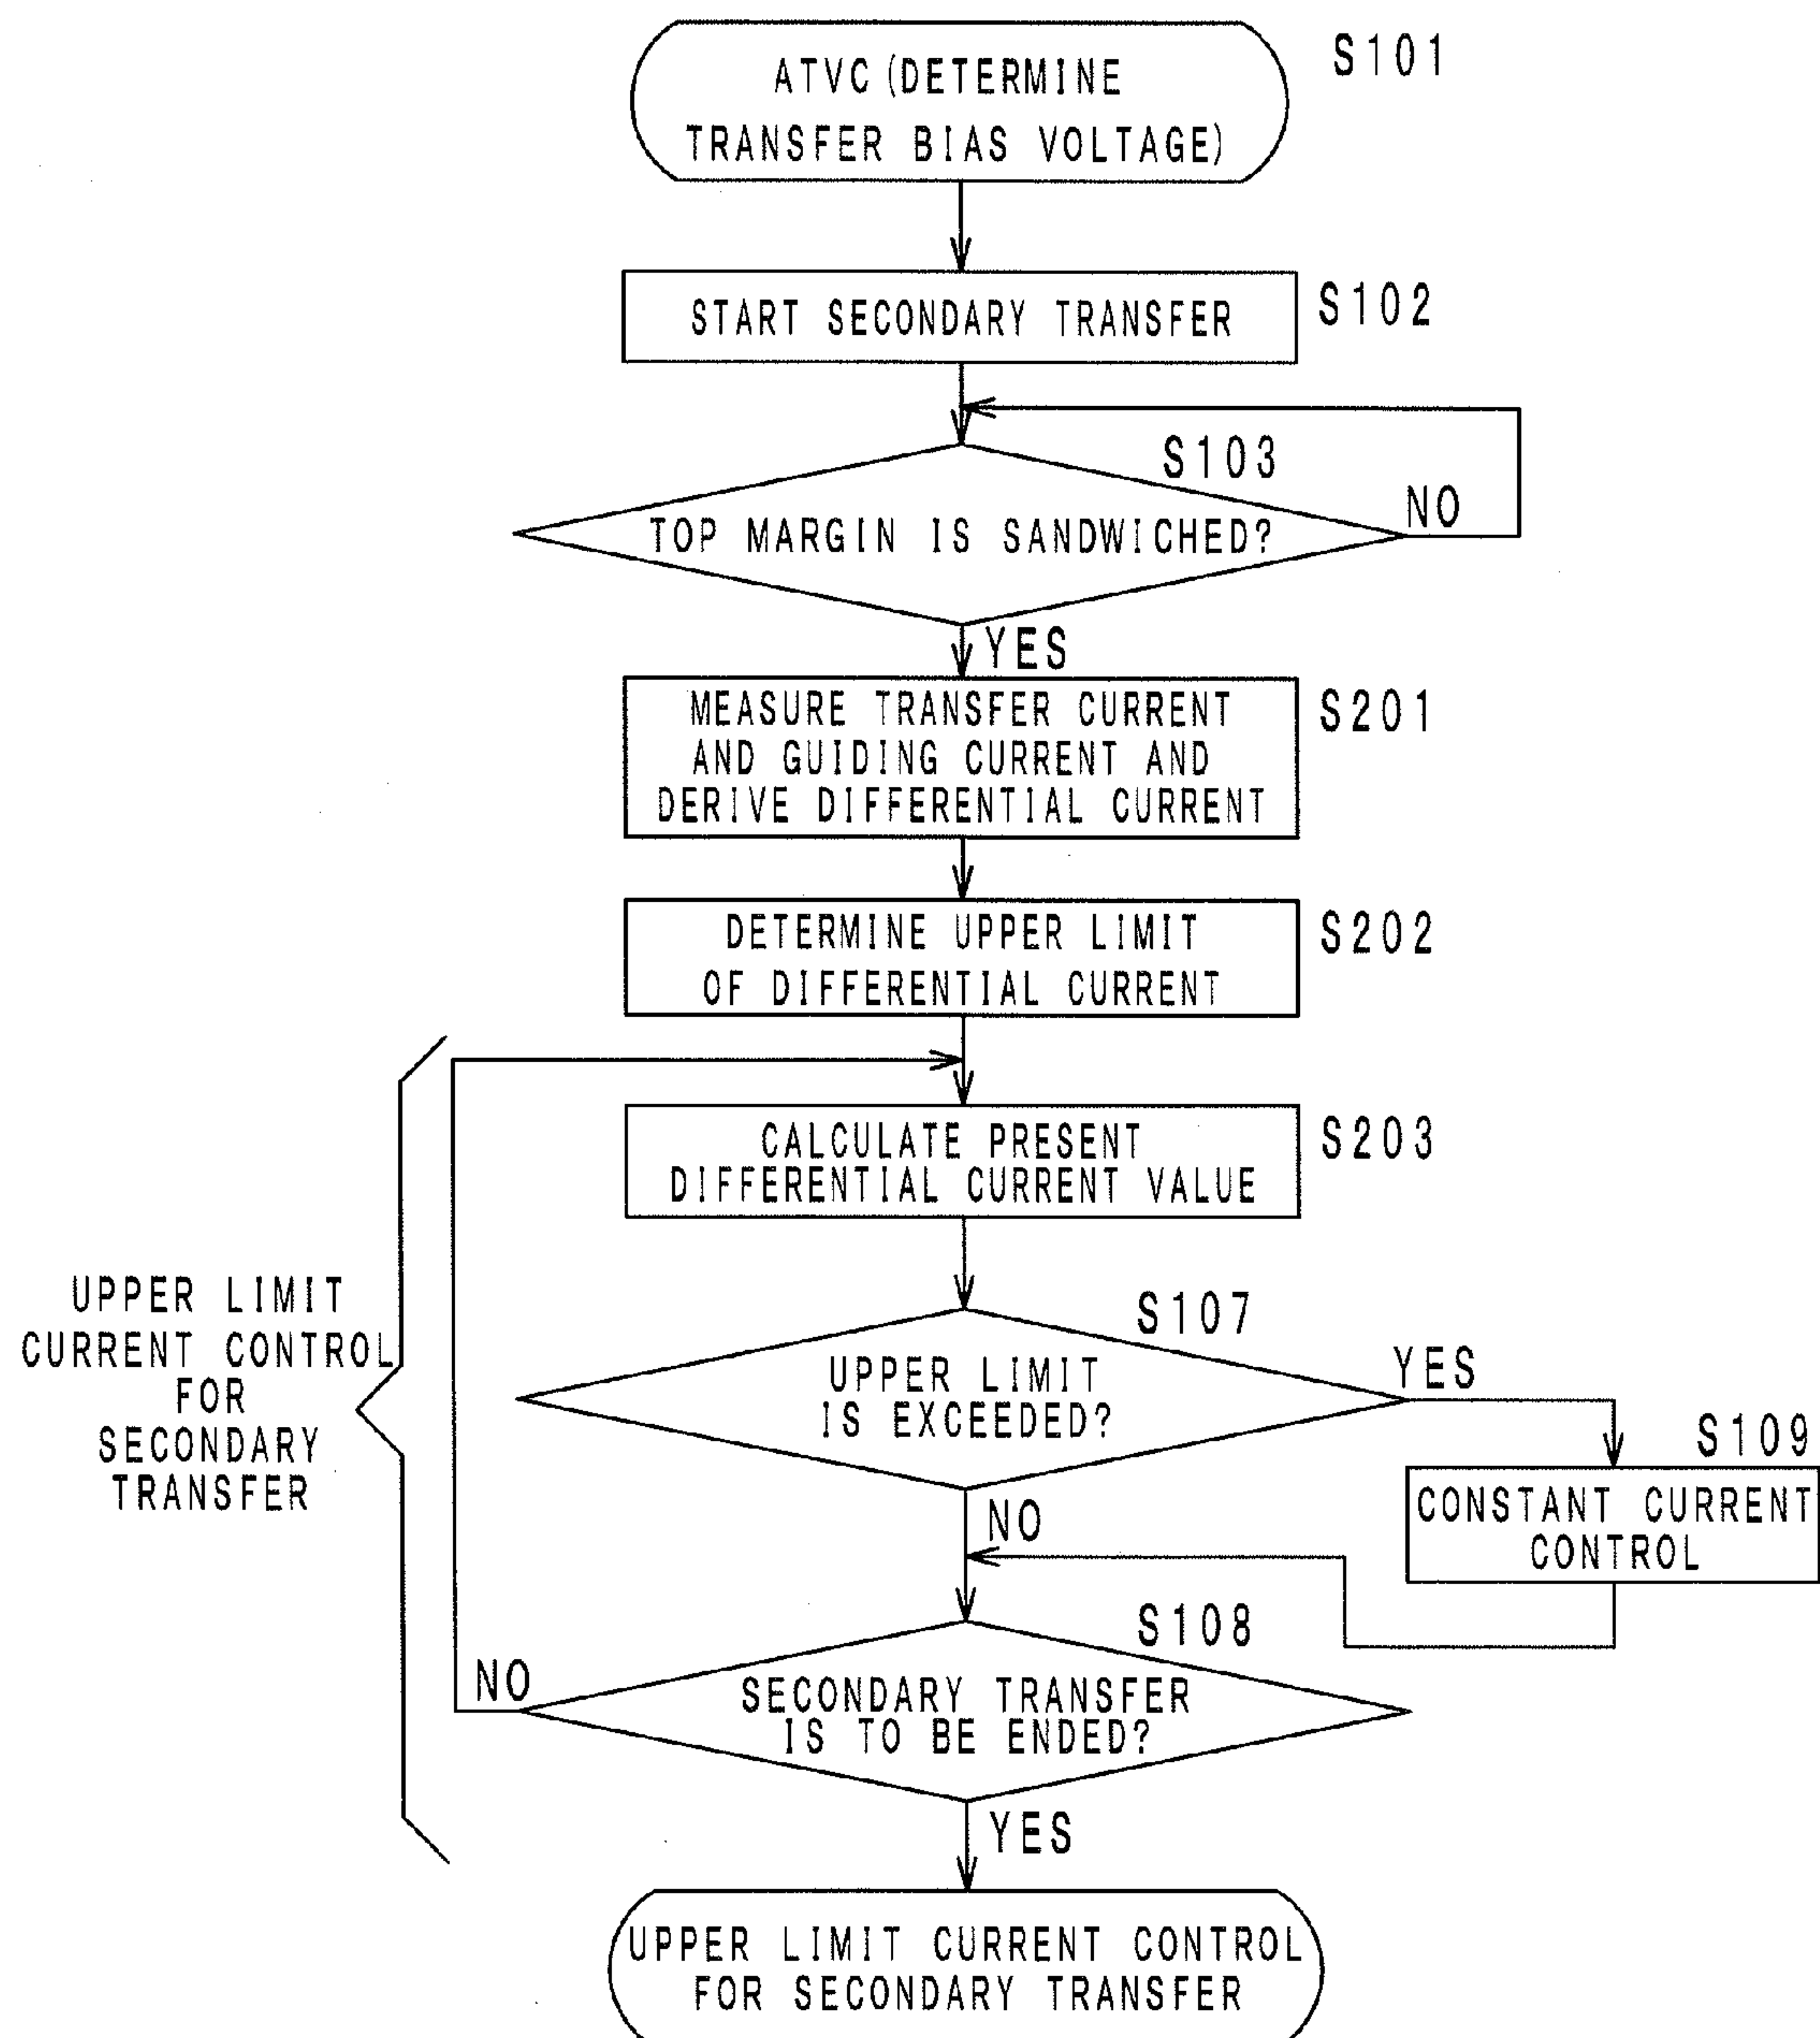 ATVC (DETERMINE
TRANSFER BIAS VOLTAGE)
S101
START SECONDARY TRANSFER
S102
S103
TOP MARGIN IS SANDWICHED?
NO
YES
MEASURE TRANSFER CURRENT
AND GUIDING CURRENT AND
DERIVE DIFFERENTIAL CURRENT
S201
DETERMINE UPPER LIMIT
OF DIFFERENTIAL CURRENT
S202
CALCULATE PRESENT
DIFFERENTIAL CURRENT VALUE
S203
UPPER LIMIT
CURRENT CONTROL
FOR
SECONDARY
TRANSFER
S107
UPPER LIMIT
IS EXCEEDED?
YES
S109
CONSTANT CURRENT
CONTROL
NO
S108
SECONDARY TRANSFER
IS TO BE ENDED?
NO
YES
UPPER LIMIT CURRENT CONTROL
FOR SECONDARY TRANSFER